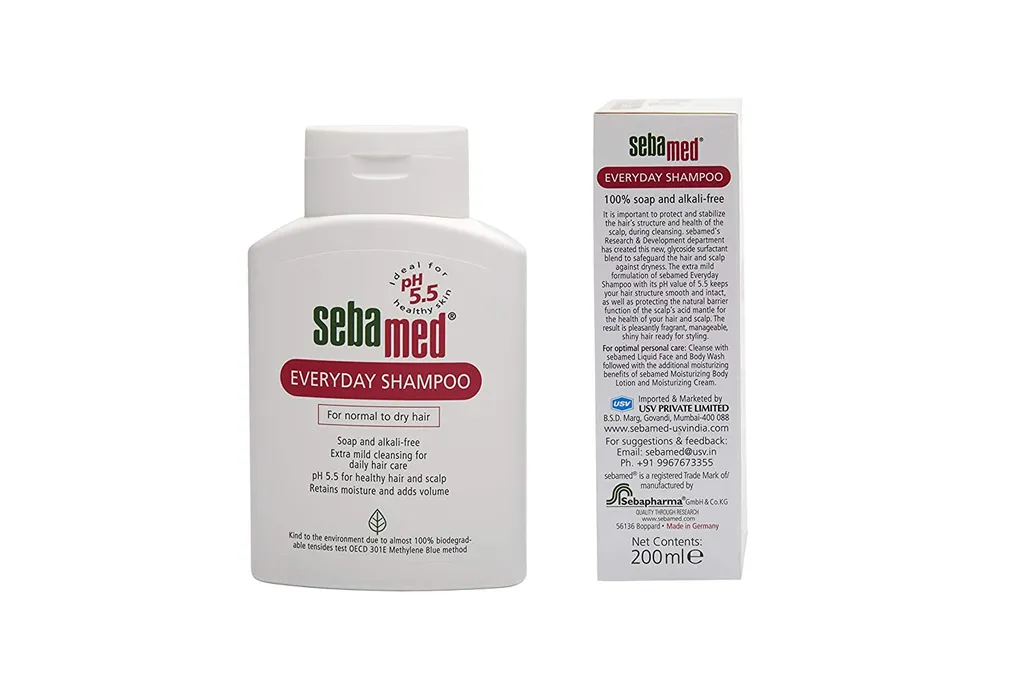 ideal for
pH
5.5
healthy skin
sebamed®
EVERYDAY SHAMPOO
For normal to dry hair
Soap and alkali-free
Extra mild cleansing for
daily hair care
pH 5.5 for healthy hair and scalp
Retains moisture and adds volume
Kind to the environment due to almost 100% biodegrad-
able tensides test OECD 301E Methylene Blue method
sebamed®
EVERYDAY SHAMPOO
100% soap and alkali-free
It is important to protect and stabilize
the hair's structure and health of the
scalp, during cleansing. sebamed's
Research & Development department
has created this new, glycoside surfactant
blend to safeguard the hair and scalp
against dryness. The extra mild
formulation of sebamed Everyday
Shampoo with its pH value of 5.5 keeps
your hair structure smooth and intact,
as well as protecting the natural barrier
function of the scalp's acid mantle for
the health of your hair and scalp. The
result is pleasantly fragrant, manageable,
shiny hair ready for styling.
For optimal personal care: Cleanse with
sebamed Liquid Face and Body Wash
followed with the additional moisturizing
benefits of sebamed Moisturizing Body
Lotion and Moisturizing Cream.
USV Imported & Marketed by
USV PRIVATE LIMITED
B.S.D. Marg, Govandi, Mumbai-400 088
www.sebamed-usvindia.com
For suggestions & feedback:
Email: sebamed@usv.in
Ph. +91 9967673355
sebamed® is a registered Trade Mark of/
manufactured by
Sebapharma® GmbH & Co.KG
QUALITY THROUGH RESEARCH
www.sebamed.com
56136 Boppard • Made in Germany
Net Contents:
200ml℮